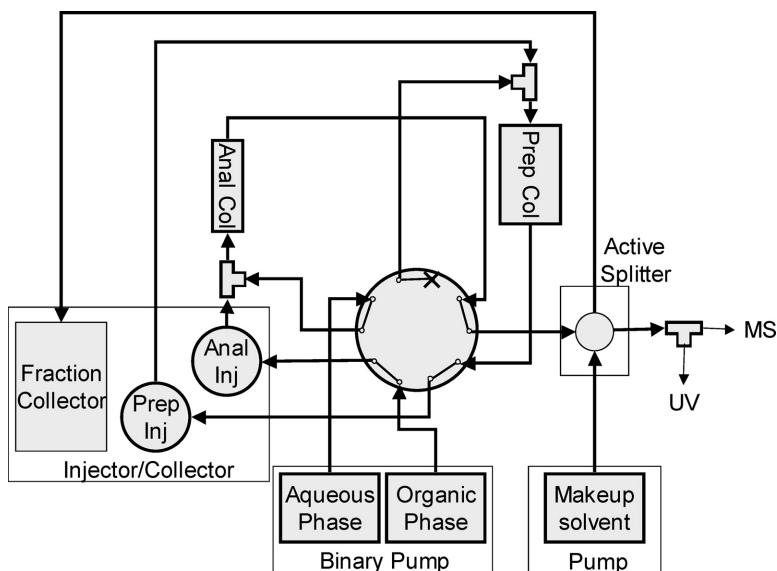 Anal Col
Prep Col
Active
Splitter
MS
UV
Fraction
Collector
Anal
Inj
Prep
Inj
Injector/Collector
Aqueous
Phase
Organic
Phase
Binary Pump
Makeup
solvent
Pump